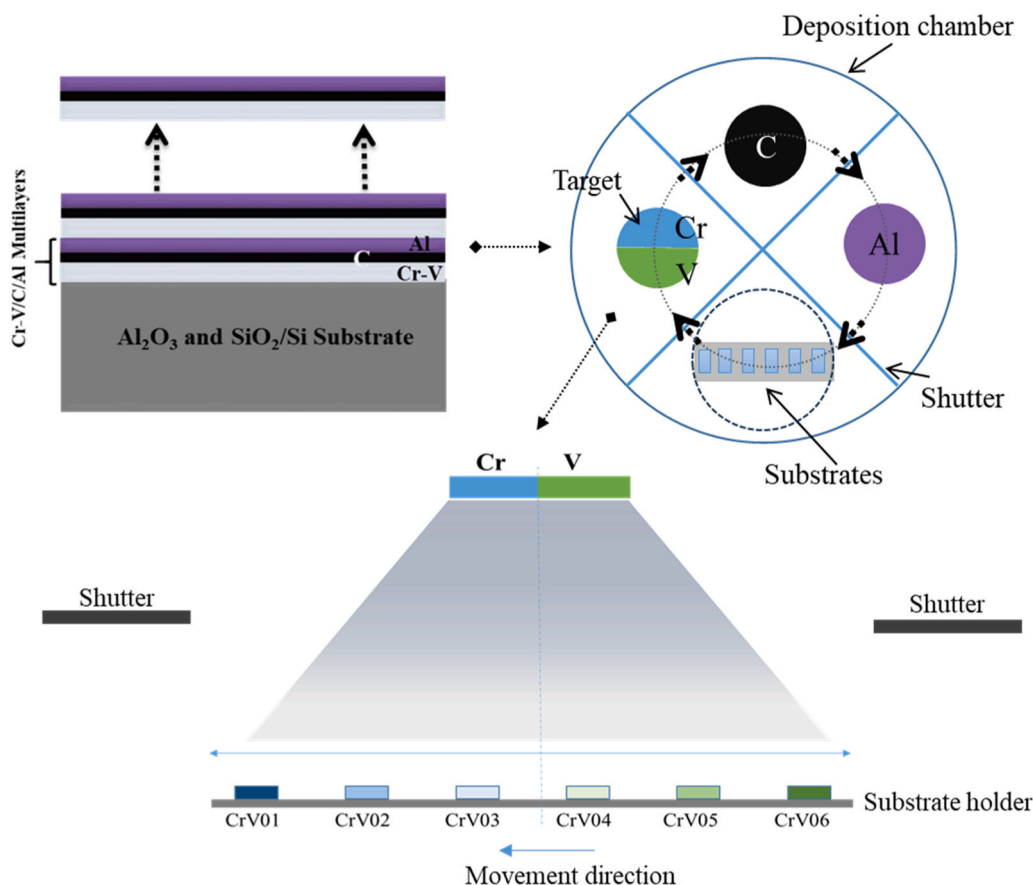 Deposition chamber
C
Target
Cr
V
Al
Shutter
Substrates
Cr-V/C/Al Multilayers
Al
C
Cr-V
Al₂O₃ and SiO₂/Si Substrate
Cr V
Shutter
Shutter
Substrate holder
CrV01 CrV02 CrV03 CrV04 CrV05 CrV06
Movement direction